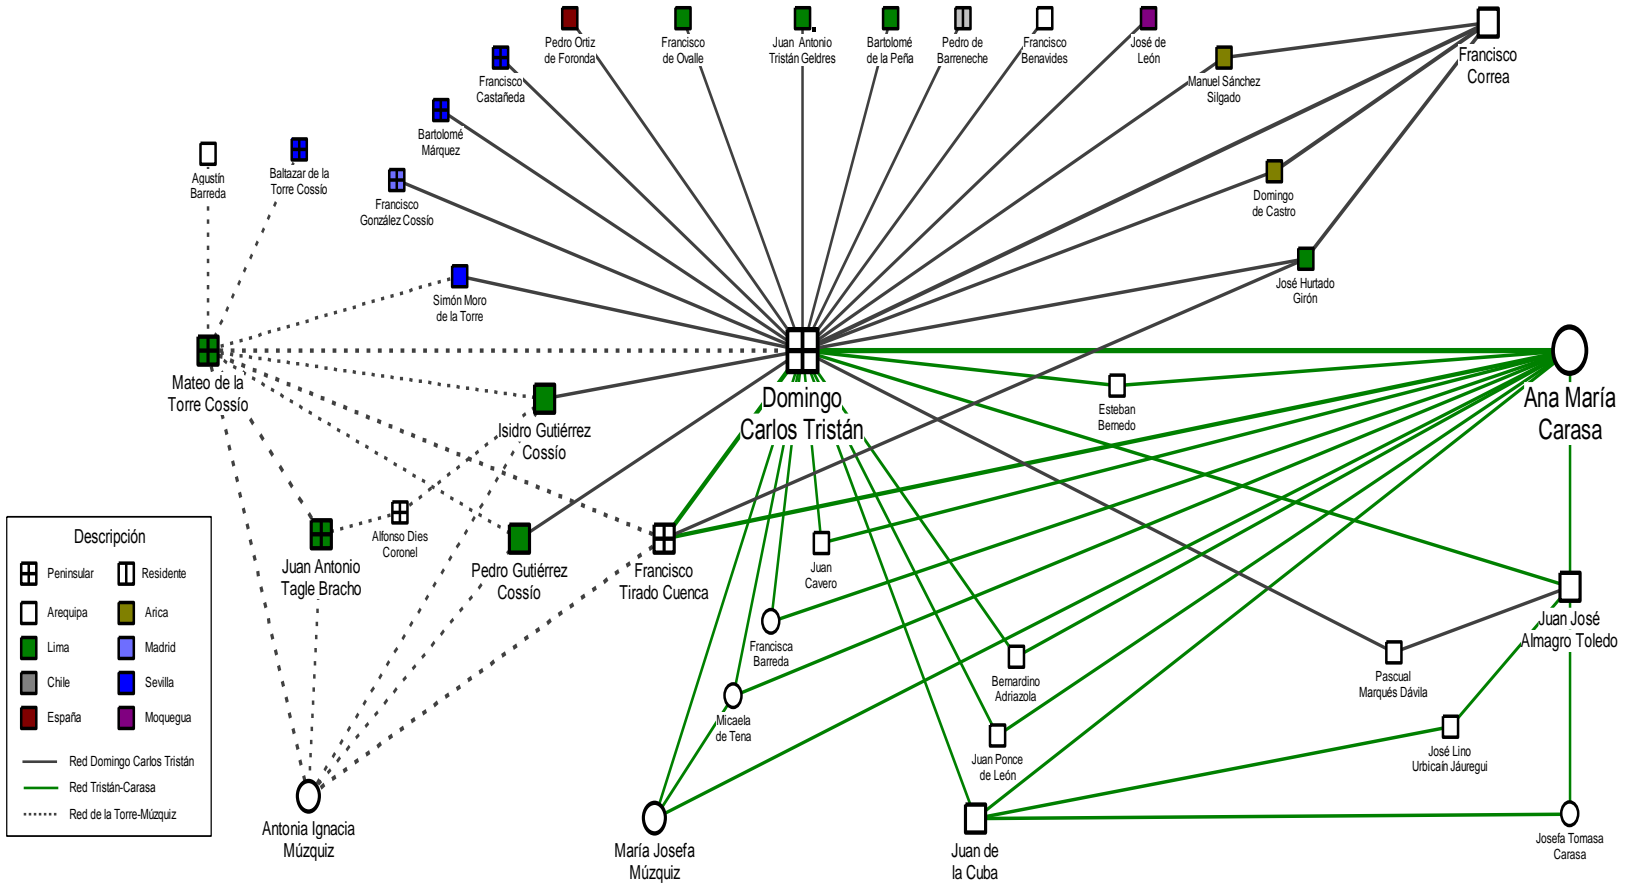 Pedro Ortiz
de Foronda
Francisco
de Ovalle
Juan Antonio
Tristán Geldres
Bartolomé
de la Peña
Pedro de
Barreneche
Francisco
Benavides
José de
León
Francisco
Correa
Manuel Sánchez
Silgado
Francisco
Castañeda
Bartolomé
Márquez
Agustín
Barreda
Baltazar de la
Torre Cossío
Francisco
González Cossío
Domingo
de Castro
José Hurtado
Girón
Simón Moro
de la Torre
Mateo de la
Torre Cossío
Domingo
Carlos Tristán
Ana María
Carasa
Esteban
Bernedo
Isidro Gutiérrez
Cossío
Alfonso Dies
Coronel
Juan Antonio
Tagle Bracho
Pedro Gutiérrez
Cossío
Francisco
Tirado Cuenca
Juan
Cavero
Juan José
Almagro Toledo
Francisca
Barreda
Bernardino
Adriazola
Pascual
Marqués Dávila
Micaela
de Tena
Juan Ponce
de León
José Lino
Urbicaín Jáuregui
Antonia Ignacia
Múzquiz
María Josefa
Múzquiz
Juan de
la Cuba
Josefa Tomasa
Carasa
Descripción
Peninsular
Residente
Arequipa
Arica
Lima
Madrid
Chile
Sevilla
España
Moquegua
Red Domingo Carlos Tristán
Red Tristán-Carasa
Red de la Torre-Múzquiz